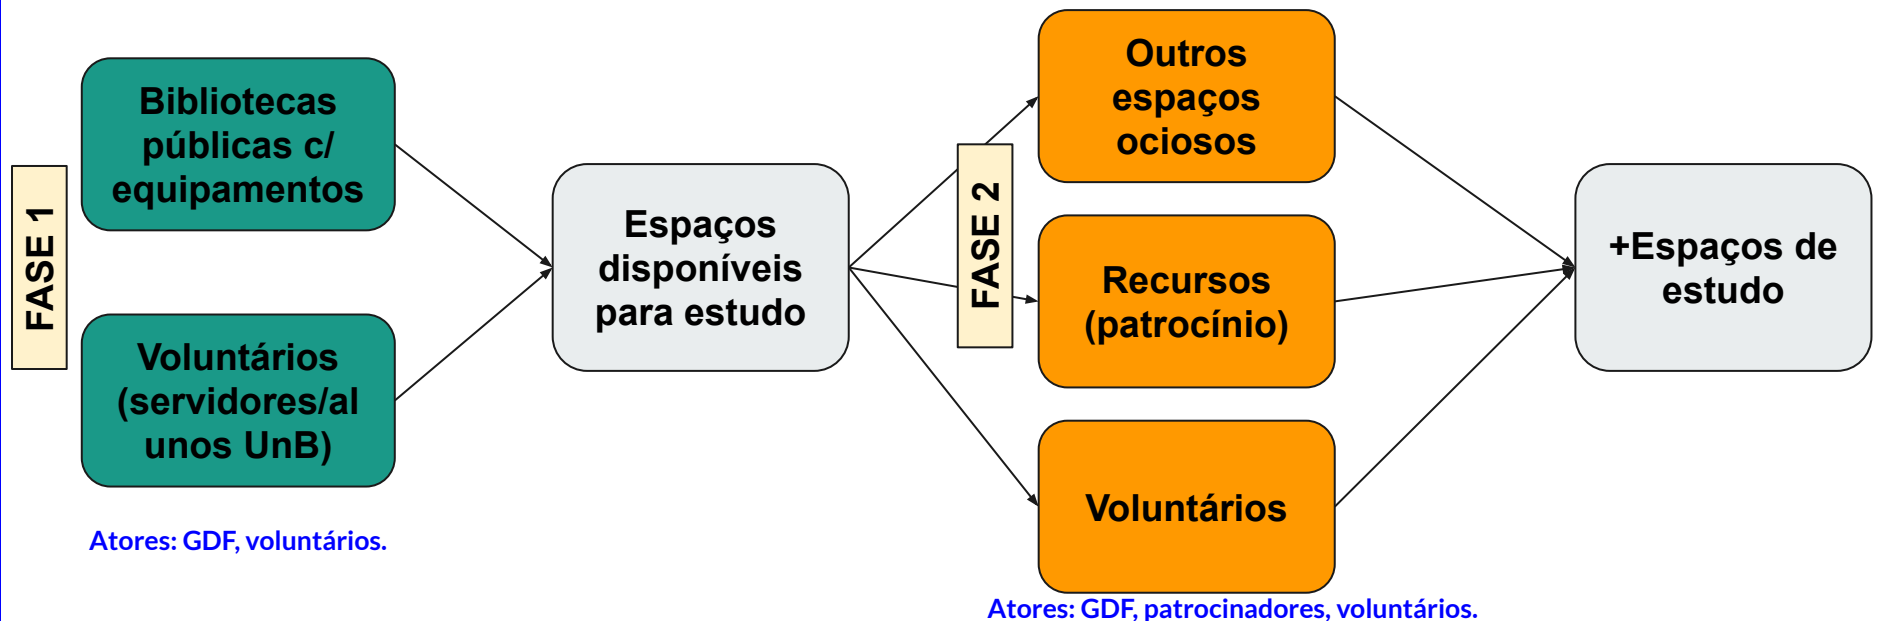 FASE 1
Bibliotecas
públicas c/
equipamentos
Voluntários
(servidores/al
unos UnB)
Atores: GDF, voluntários.
Espaços
disponíveis
para estudo
FASE 2
Outros
espaços
ociosos
Recursos
(patrocínio)
Voluntários
Atores: GDF, patrocinadores, voluntários.
+Espaços de
estudo